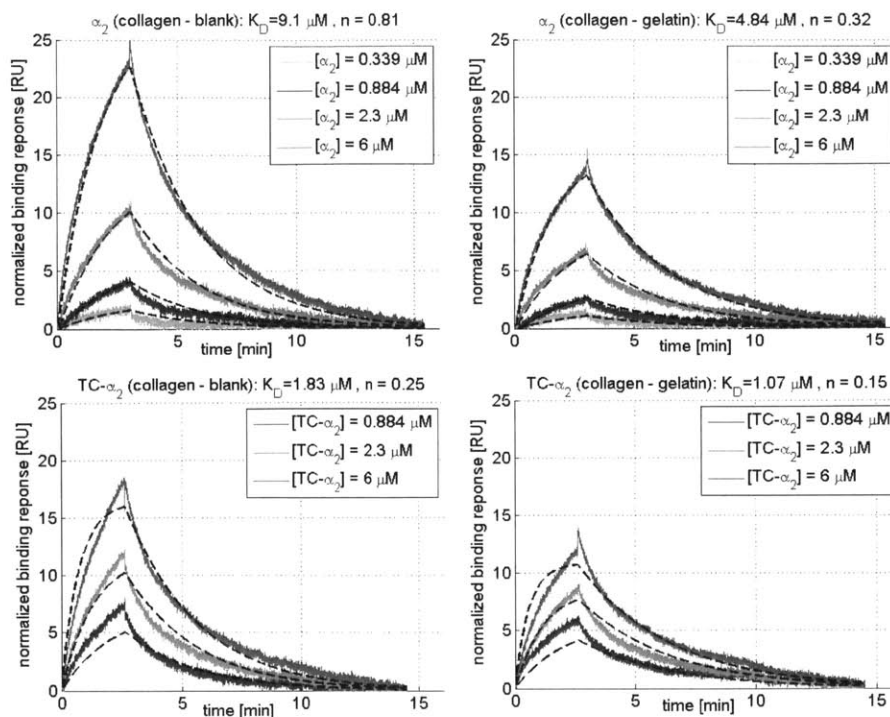 α₂ (collagen - blank): K_D=9.1 μM , n = 0.81
normalized binding reponse [RU]
25
20
15
10
5
0
[α₂] = 0.339 μM
[α₂] = 0.884 μM
[α₂] = 2.3 μM
[α₂] = 6 μM
0 5 10 15
time [min]
α₂ (collagen - gelatin): K_D=4.84 μM , n = 0.32
normalized binding reponse [RU]
25
20
15
10
5
0
[α₂] = 0.339 μM
[α₂] = 0.884 μM
[α₂] = 2.3 μM
[α₂] = 6 μM
0 5 10 15
time [min]
TC-α₂ (collagen - blank): K_D=1.83 μM , n = 0.25
normalized binding reponse [RU]
25
20
15
10
5
0
[TC-α₂] = 0.884 μM
[TC-α₂] = 2.3 μM
[TC-α₂] = 6 μM
0 5 10 15
time [min]
TC-α₂ (collagen - gelatin): K_D=1.07 μM , n = 0.15
normalized binding reponse [RU]
25
20
15
10
5
0
[TC-α₂] = 0.884 μM
[TC-α₂] = 2.3 μM
[TC-α₂] = 6 μM
0 5 10 15
time [min]